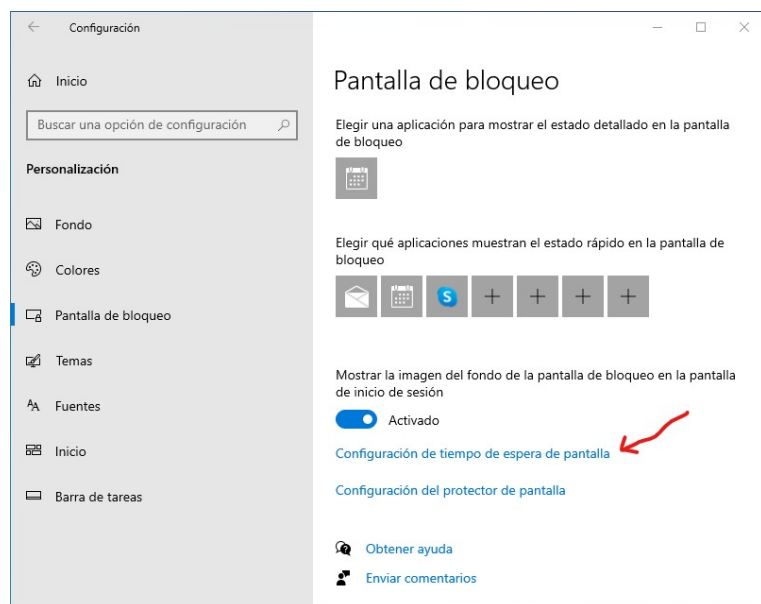 Configuración
Inicio
Buscar una opción de configuración
Personalización
Fondo
Colores
Pantalla de bloqueo
Temas
Fuentes
Inicio
Barra de tareas
Pantalla de bloqueo
Elegir una aplicación para mostrar el estado detallado en la pantalla
de bloqueo
Elegir qué aplicaciones muestran el estado rápido en la pantalla de
bloqueo
Mostrar la imagen del fondo de la pantalla de bloqueo en la pantalla
de inicio de sesión
Activado
Configuración de tiempo de espera de pantalla
Configuración del protector de pantalla
Obtener ayuda
Enviar comentarios